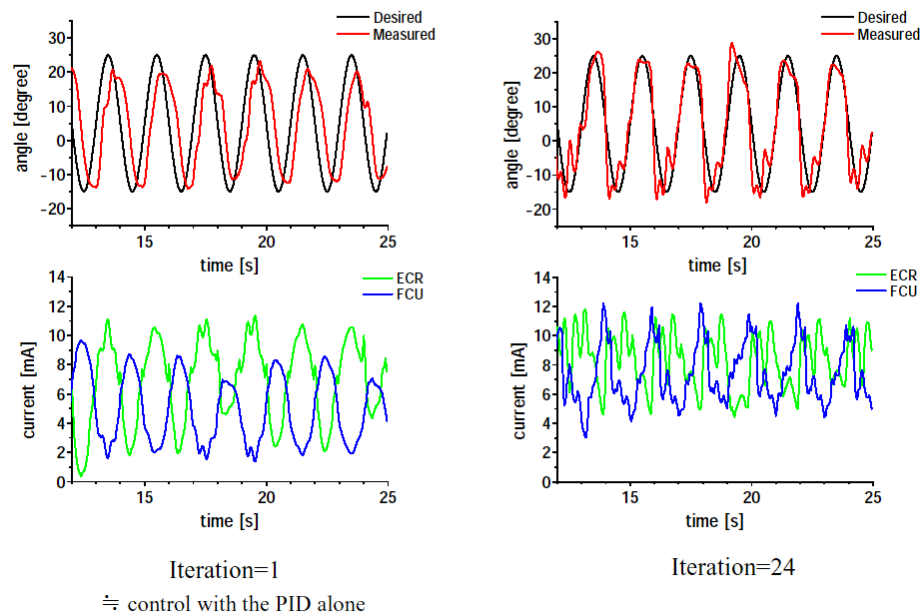 Desired
Measured
30
20
10
0
−10
−20
angle [degree]
15
20
25
time [s]
Desired
Measured
30
20
10
0
−10
−20
angle [degree]
15
20
25
time [s]
ECR
FCU
14
12
10
8
6
4
2
0
current [mA]
15
20
25
time [s]
ECR
FCU
14
12
10
8
6
4
2
0
current [mA]
15
20
25
time [s]
Iteration=1
≒ control with the PID alone
Iteration=24